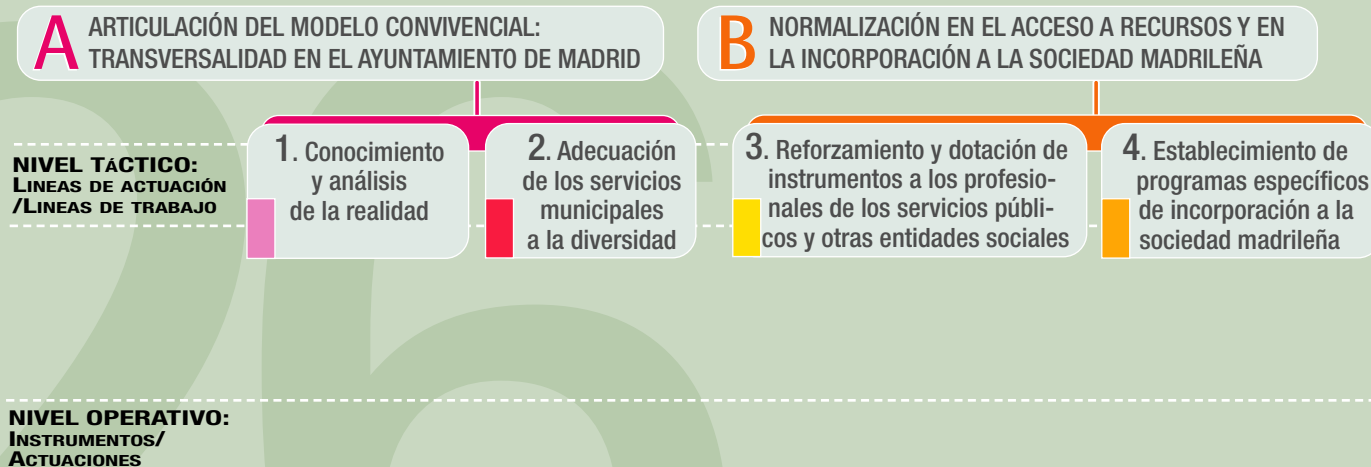 A ARTICULACIÓN DEL MODELO CONVIVENCIAL:
TRANSVERSALIDAD EN EL AYUNTAMIENTO DE MADRID
B NORMALIZACIÓN EN EL ACCESO A RECURSOS Y EN
LA INCORPORACIÓN A LA SOCIEDAD MADRILEÑA
NIVEL TÁCTICO:
LINEAS DE ACTUACIÓN
/LINEAS DE TRABAJO
1. Conocimiento
y análisis
de la realidad
2. Adecuación
de los servicios
municipales
a la diversidad
3. Reforzamiento y dotación de
instrumentos a los profesio-
nales de los servicios públi-
cos y otras entidades sociales
4. Establecimiento de
programas específicos
de incorporación a la
sociedad madrileña
NIVEL OPERATIVO:
INSTRUMENTOS/
ACTUACIONES